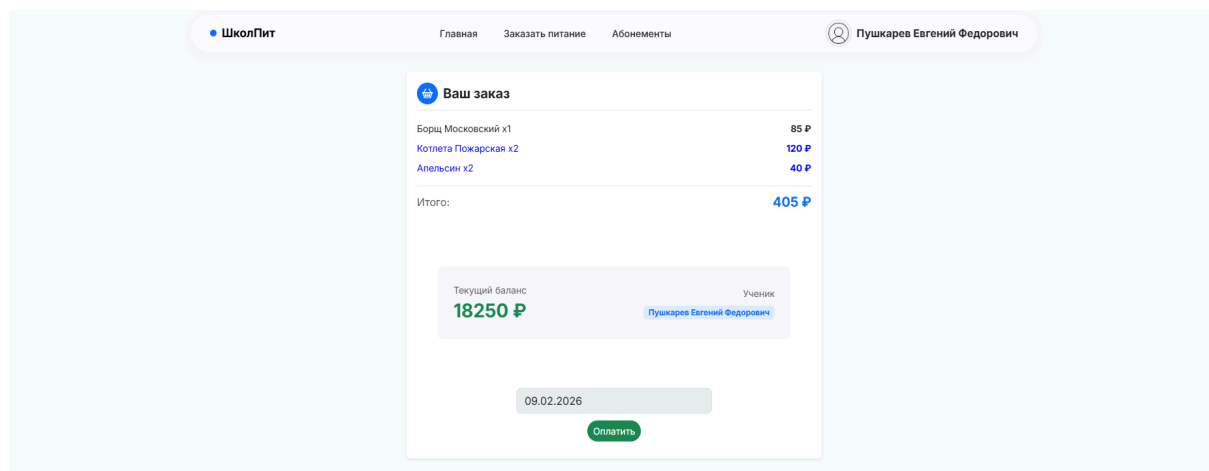 ШколПит Главная Заказать питание Абонементы Пушкарев Евгений Федорович
Ваш заказ
Борщ Московский x1 85 ₽
Котлета Пожарская x2 120 ₽
Апельсин x2 40 ₽
Итого: 405 ₽
Текущий баланс
18250 ₽
Ученик
Пушкарев Евгений Федорович
09.02.2026
Оплатить